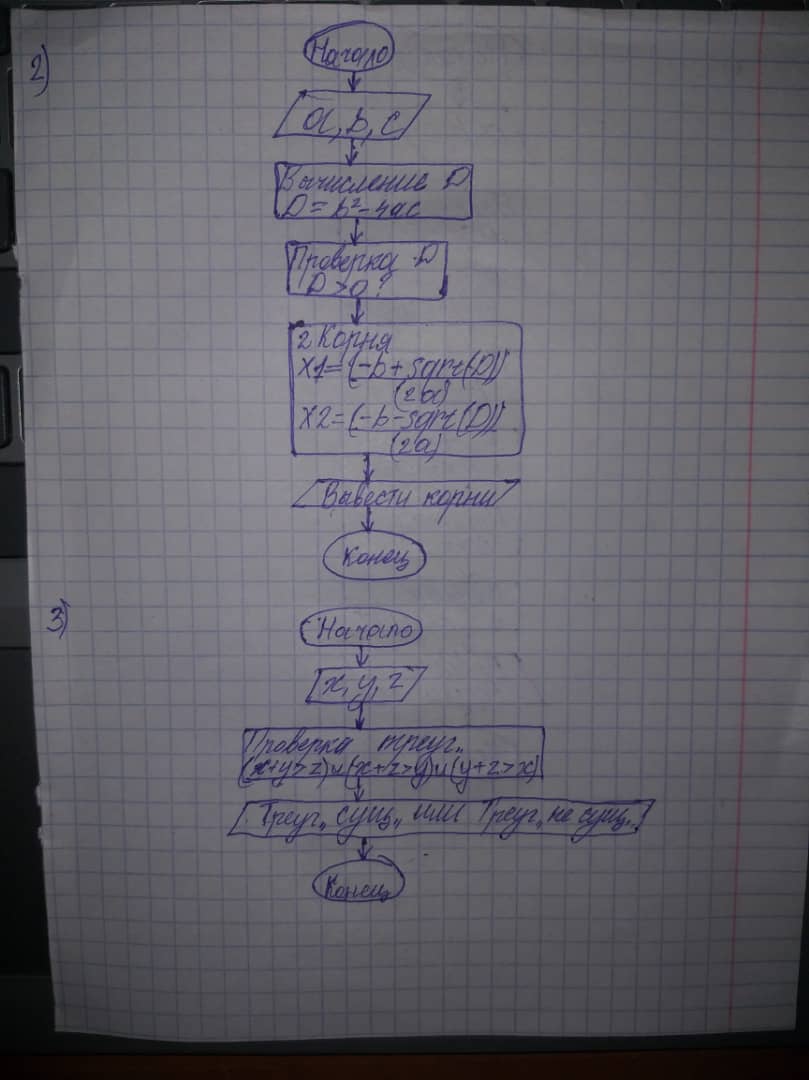 2)
Начало
a, b, c
Вычисление D
D = b² - 4ac
Проверка D
D > 0?
2 Корня
X1 = (-b + sqrt(D))
(2a)
X2 = (-b - sqrt(D))
(2a)
Вывести корни
Конец
3)
Начало
x, y, z
Проверка треуг.
(x+y>z) и (x+z>y) и (y+z>x)
Треуг. сущ. или Треуг. не сущ.
Конец